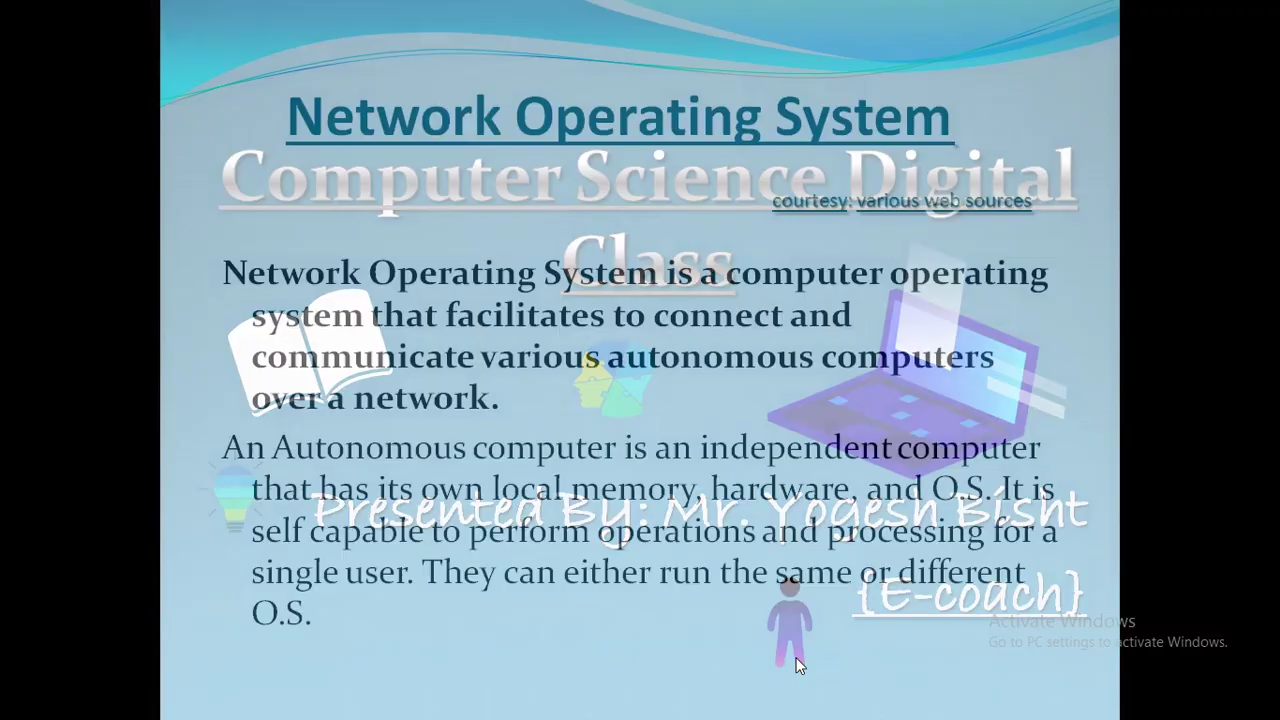 Network Operating System
Computer Science Digital
courtesy: various web sources
Class
Network Operating System is a computer operating
system that facilitates to connect and
communicate various autonomous computers
over a network.
An Autonomous computer is an independent computer
that has its own local memory, hardware, and O.S. It is
Presented By: Mr. Yogesh Bisht
self capable to perform operations and processing for a
single user. They can either run the same or different
{E-coach}
O.S.
Activate Windows
Go to PC settings to activate Windows.